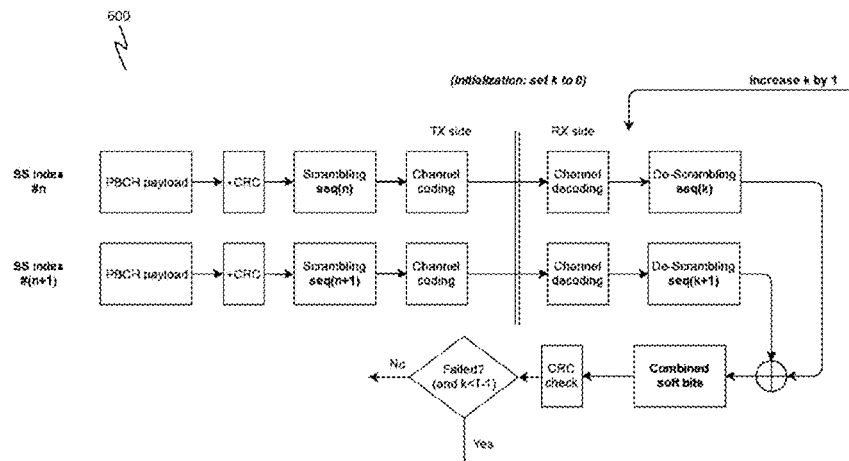 600
(Initialization: set k to 0)
Increase k by 1
TX side
RX side
SS index
#n
PBCH payload
+CRC
Scrambling
seq(n)
Channel
coding
Channel
decoding
De-Scrambling
seq(k)
SS index
#(n+1)
PBCH payload
+CRC
Scrambling
seq(n+1)
Channel
coding
Channel
decoding
De-Scrambling
seq(k+1)
No
Failed?
(and k<T-1)
CRC
check
Combined
soft bits
Yes